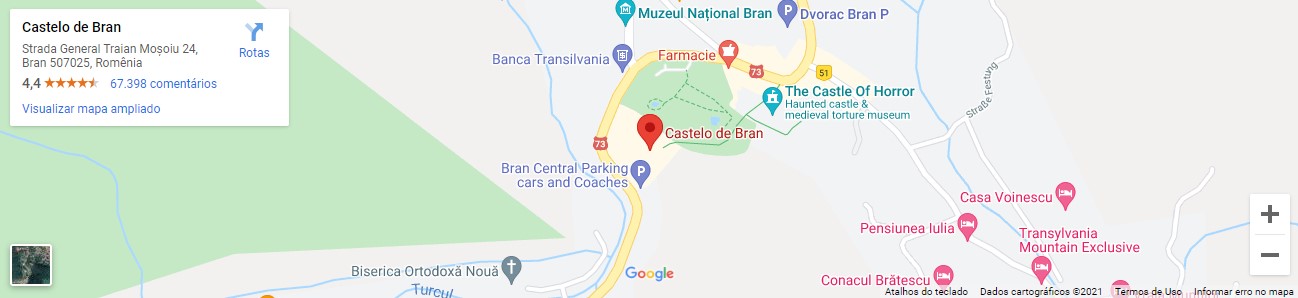 Castelo de Bran
Strada General Traian Moșoiu 24,
Bran 507025, Romênia
4,4
67.398 comentários
Visualizar mapa ampliado
Rotas
Muzeul Național Bran
Dvorac Bran P
Banca Transilvania
Farmacie
73
51
The Castle Of Horror
Haunted castle &
medieval torture museum
Straße Festung
Castelo de Bran
73
Bran Central Parking
cars and Coaches
Casa Voinescu
Pensiunea Iulia
Transylvania
Mountain Exclusive
Biserica Ortodoxă Nouă
Google
Conacul Brătescu
Turcul
Atalhos do teclado
Dados cartográficos ©2021
Termos de Uso
Informar erro no mapa